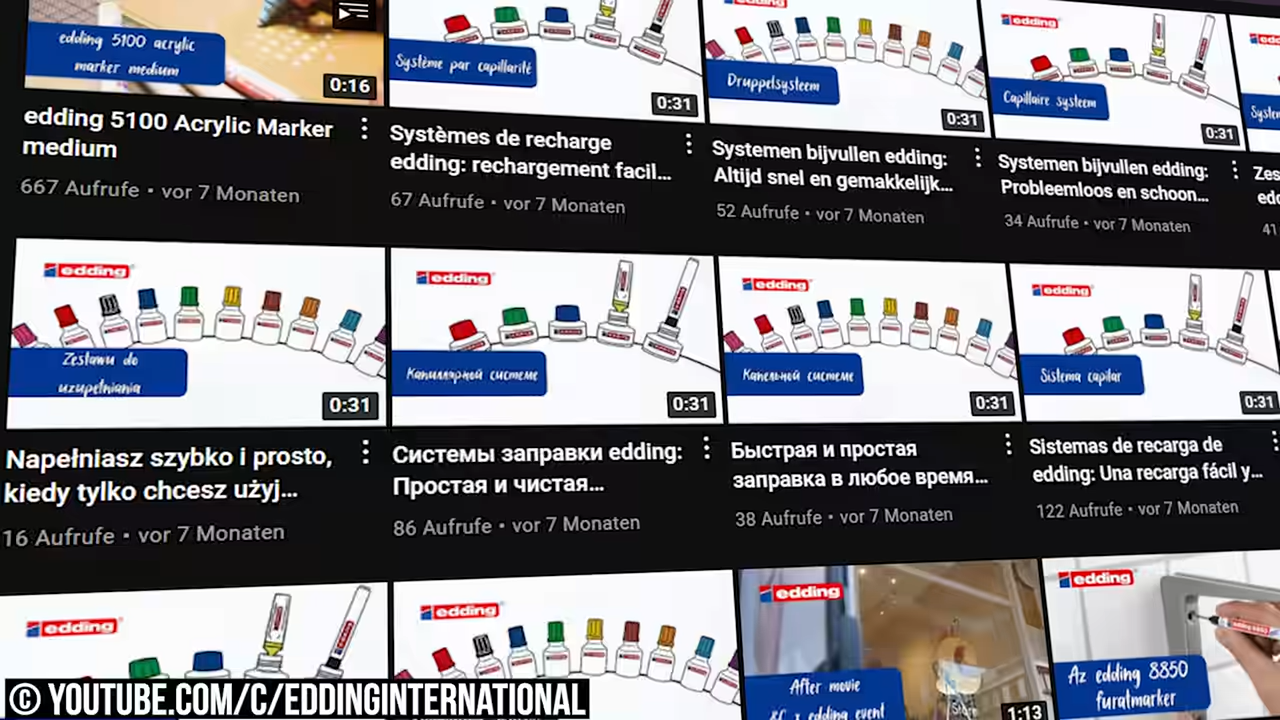 edding 5100 acrylic
marker medium
0:16
Système par capillarité
0:31
edding
Druppelsysteem
0:31
edding
Capillaire systeem
0:31
edding 5100 Acrylic Marker
medium
667 Aufrufe • vor 7 Monaten
Systèmes de recharge
edding: rechargement facil...
67 Aufrufe • vor 7 Monaten
Systemen bijvullen edding:
Altijd snel en gemakkelijk...
52 Aufrufe • vor 7 Monaten
Systemen bijvullen edding:
Probleemloos en schoon...
34 Aufrufe • vor 7 Monaten
41
edding
Zestawu do
uzupełniania
0:31
edding
Капиллярной системе
0:31
edding
Капельной системе
0:31
edding
Sistema capilar
0:31
Napełniasz szybko i prosto,
kiedy tylko chcesz użyj...
16 Aufrufe • vor 7 Monaten
Системы заправки edding:
Простая и чистая...
86 Aufrufe • vor 7 Monaten
Быстрая и простая
заправка в любое время...
38 Aufrufe • vor 7 Monaten
Sistemas de recarga de
edding: Una recarga fácil y...
122 Aufrufe • vor 7 Monaten
edding
edding
edding
After movie
edding event
1:13
edding
Az edding 8850
furatmarker
© YOUTUBE.COM/C/EDDINGINTERNATIONAL